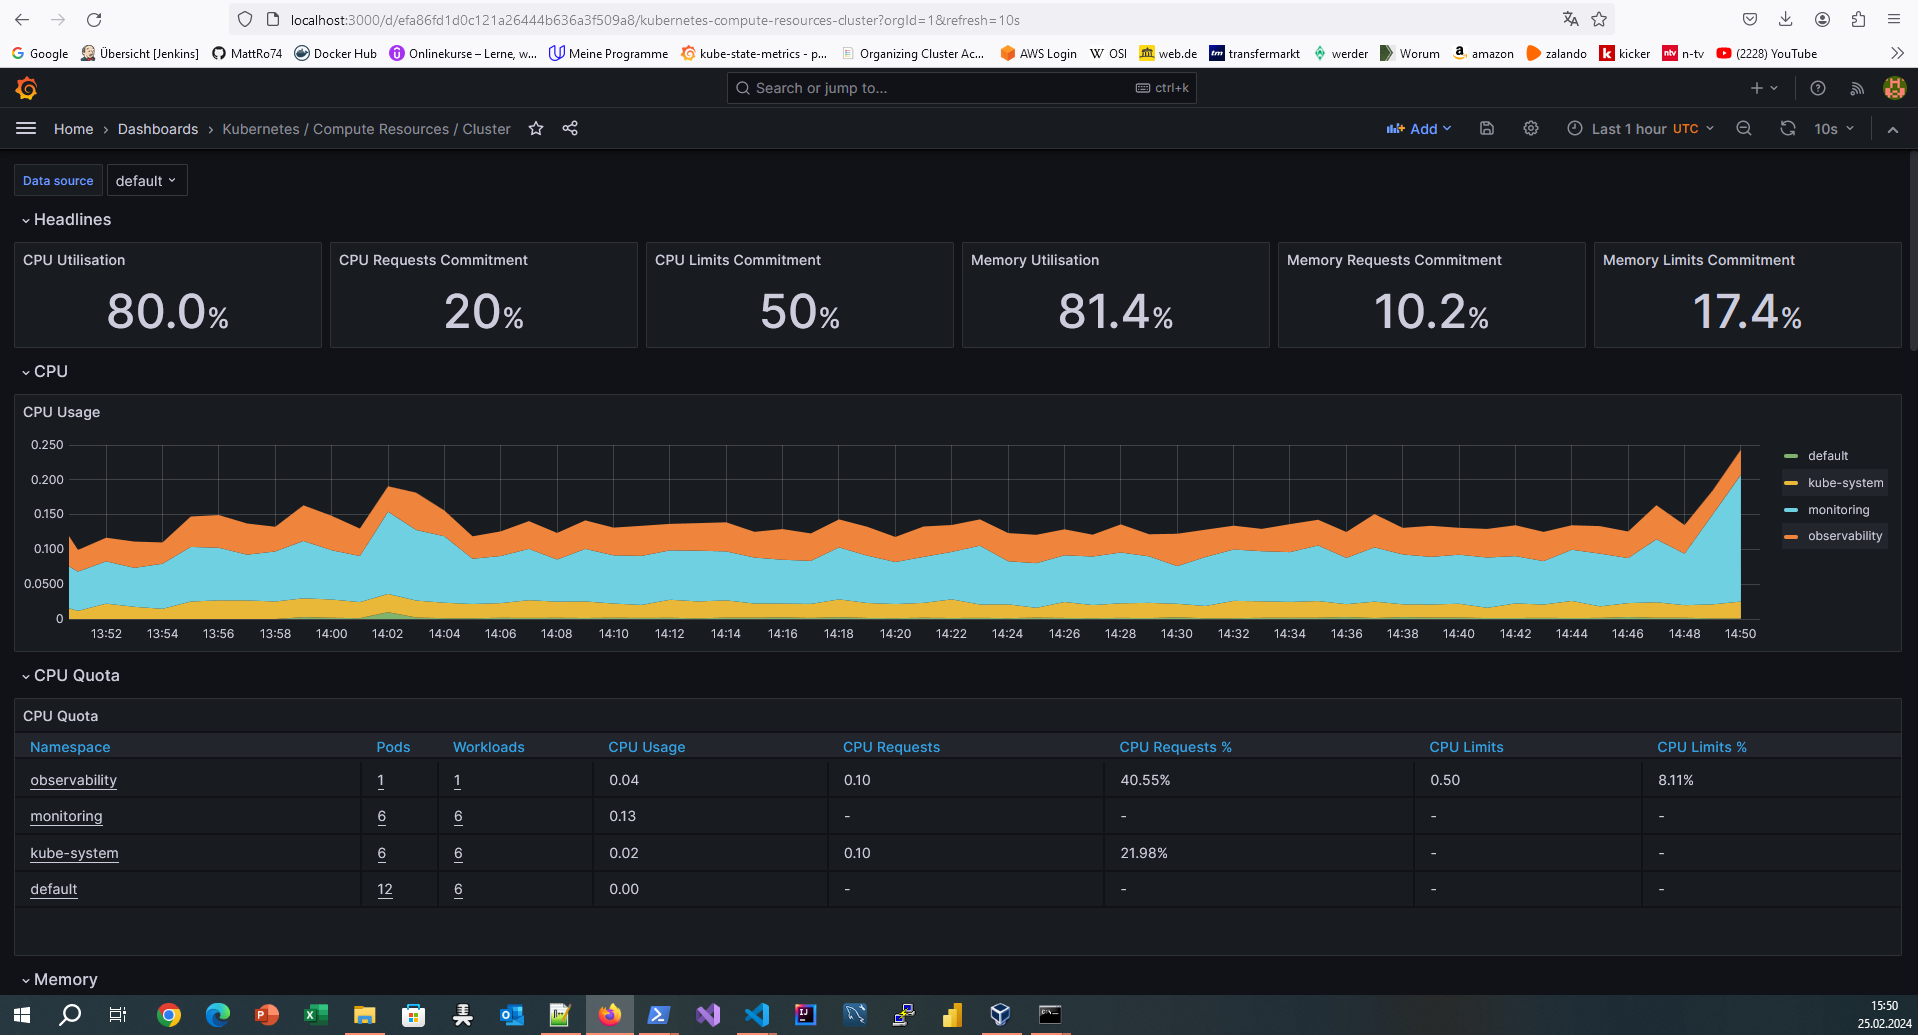 localhost:3000/d/efa86fd1d0c121a26444b636a3f509a8/kubernetes-compute-resources-cluster?orgId=1&refresh=10s
Google Übersicht [Jenkins] MattRo74 Docker Hub Onlinekurse – Lerne, w... Meine Programme kube-state-metrics - p... Organizing Cluster Ac... AWS Login OSI web.de transfermarkt werder Worum amazon zalando kicker n-tv (2228) YouTube
Search or jump to... ctrl+k
Home › Dashboards › Kubernetes / Compute Resources / Cluster Add Last 1 hour UTC 10s
Data source default
Headlines
CPU Utilisation CPU Requests Commitment CPU Limits Commitment Memory Utilisation Memory Requests Commitment Memory Limits Commitment
80.0% 20% 50% 81.4% 10.2% 17.4%
CPU
CPU Usage
0.250
0.200
0.150
0.100
0.0500
0
13:52 13:54 13:56 13:58 14:00 14:02 14:04 14:06 14:08 14:10 14:12 14:14 14:16 14:18 14:20 14:22 14:24 14:26 14:28 14:30 14:32 14:34 14:36 14:38 14:40 14:42 14:44 14:46 14:48 14:50
default
kube-system
monitoring
observability
CPU Quota
CPU Quota
Namespace Pods Workloads CPU Usage CPU Requests CPU Requests % CPU Limits CPU Limits %
observability 1 1 0.04 0.10 40.55% 0.50 8.11%
monitoring 6 6 0.13 - - - -
kube-system 6 6 0.02 0.10 21.98% - -
default 12 6 0.00 - - - -
Memory
15:50
25.02.2024